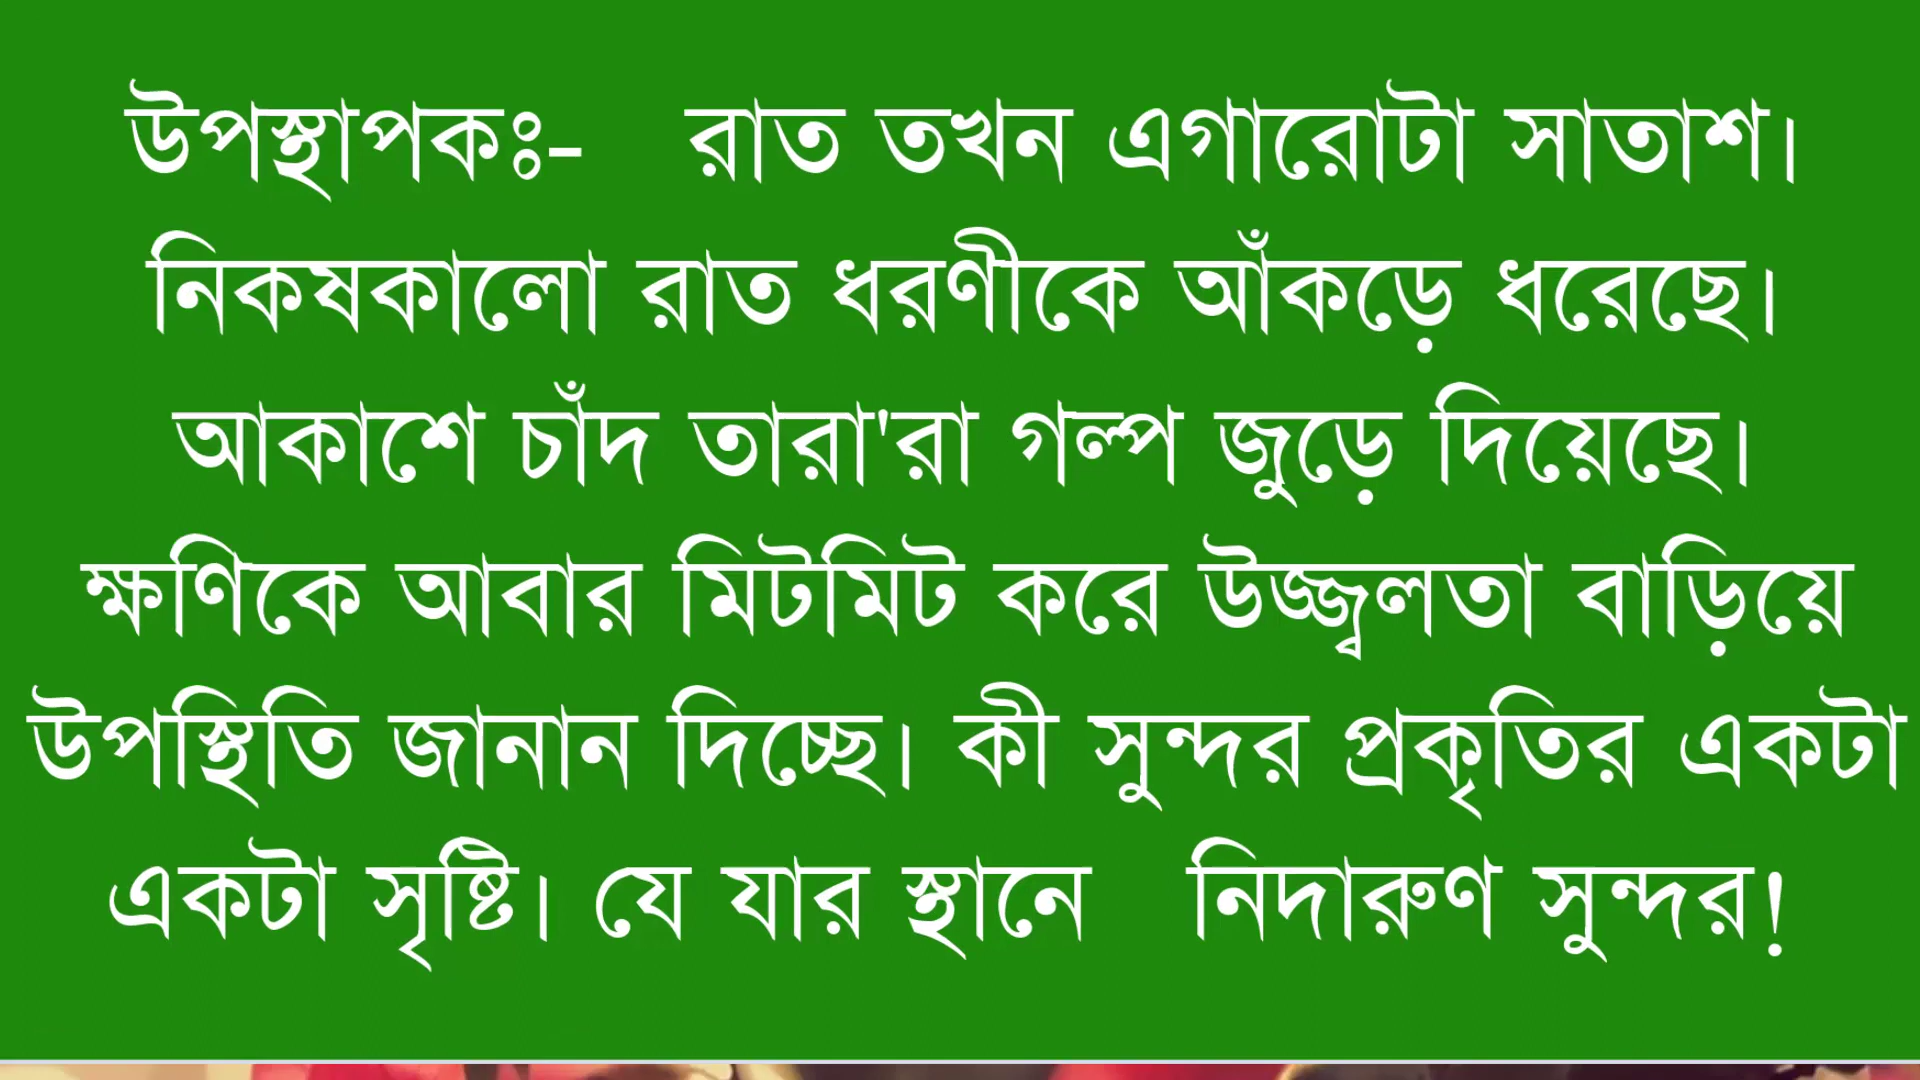 উপস্থাপকঃ- রাত তখন এগারোটা সাতাশ।
নিকষকালো রাত ধরণীকে আঁকড়ে ধরেছে।
আকাশে চাঁদ তারা'রা গল্প জুড়ে দিয়েছে।
ক্ষণিকে আবার মিটমিট করে উজ্জ্বলতা বাড়িয়ে
উপস্থিতি জানান দিচ্ছে। কী সুন্দর প্রকৃতির একটা
একটা সৃষ্টি। যে যার স্থানে নিদারুণ সুন্দর!